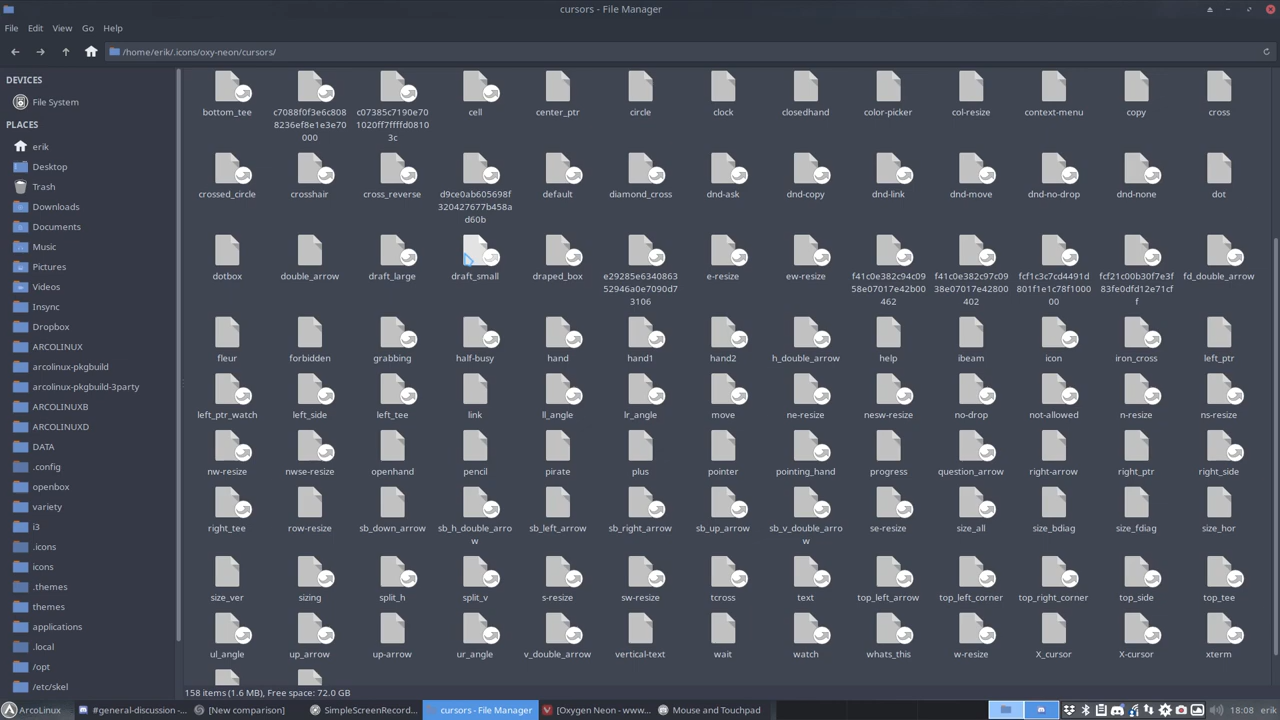 cursors - File Manager
File Edit View Go Help
/home/erik/.icons/oxy-neon/cursors/
DEVICES
File System
PLACES
erik
Desktop
Trash
Downloads
Documents
Music
Pictures
Videos
Insync
Dropbox
ARCOLINUX
arcolinux-pkgbuild
arcolinux-pkgbuild-3party
ARCOLINUXB
ARCOLINUXD
DATA
.config
openbox
variety
i3
.icons
icons
.themes
themes
applications
.local
/opt
/etc/skel
bottom_tee c7088f0f3e6c808 c07385c7190e70 cell center_ptr circle clock closedhand color-picker col-resize context-menu copy cross
8236ef8e1e3e70 1020ff7ffffd0810
000 3c
crossed_circle crosshair cross_reverse d9ce0ab605698f default diamond_cross dnd-ask dnd-copy dnd-link dnd-move dnd-no-drop dnd-none dot
320427677b458a
d60b
dotbox double_arrow draft_large draft_small draped_box e29285e6340863 e-resize ew-resize f41c0e382c94c09 f41c0e382c97c09 fcf1c3c7cd4491d fcf21c00b30f7e3f fd_double_arrow
52946a0e7090d7 58e07017e42b00 38e07017e42800 801f1e1c78f1000 83fe0dfd12e71cf
3106 462 402 00 f
fleur forbidden grabbing half-busy hand hand1 hand2 h_double_arrow help ibeam icon iron_cross left_ptr
left_ptr_watch left_side left_tee link ll_angle lr_angle move ne-resize nesw-resize no-drop not-allowed n-resize ns-resize
nw-resize nwse-resize openhand pencil pirate plus pointer pointing_hand progress question_arrow right-arrow right_ptr right_side
right_tee row-resize sb_down_arrow sb_h_double_arro sb_left_arrow sb_right_arrow sb_up_arrow sb_v_double_arro se-resize size_all size_bdiag size_fdiag size_hor
w w
size_ver sizing split_h split_v s-resize sw-resize tcross text top_left_arrow top_left_corner top_right_corner top_side top_tee
ul_angle up_arrow up-arrow ur_angle v_double_arrow vertical-text wait watch whats_this w-resize X_cursor X-cursor xterm
158 items (1.6 MB), Free space: 72.0 GB
ArcoLinux #general-discussion -... [New comparison] SimpleScreenRecord... cursors - File Manager [Oxygen Neon - www.... Mouse and Touchpad 18:08 erik